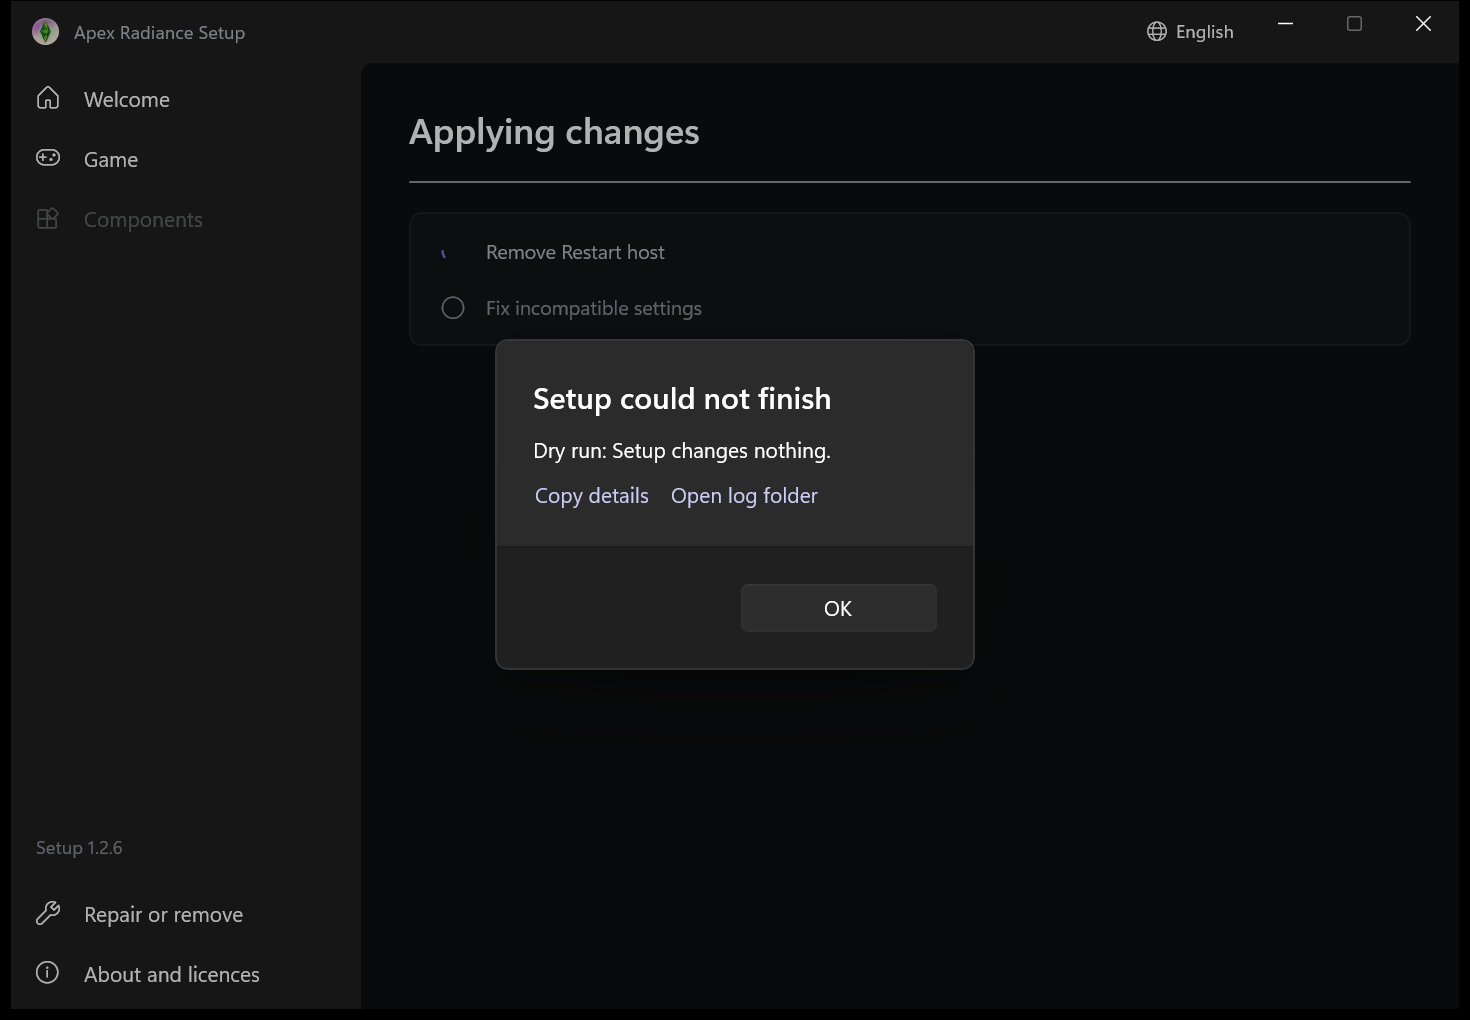 Apex Radiance Setup
English
Welcome
Game
Components
Applying changes
Remove Restart host
Fix incompatible settings
Setup could not finish
Dry run: Setup changes nothing.
Copy details Open log folder
OK
Setup 1.2.6
Repair or remove
About and licences